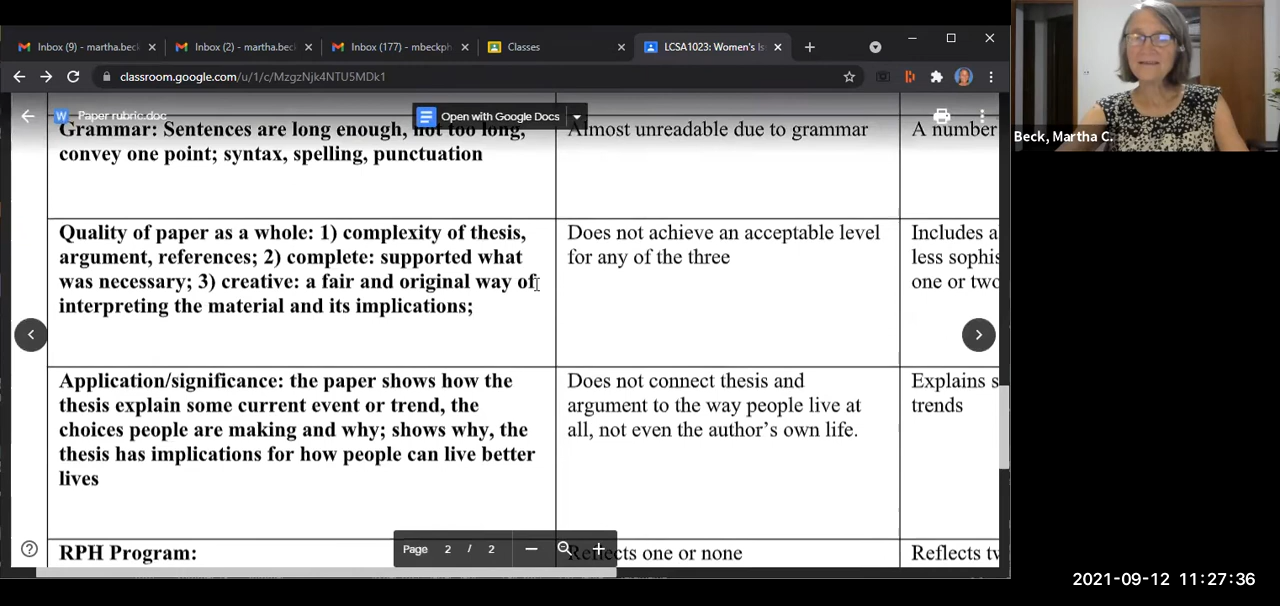 Inbox (9) - martha.bec
Inbox (2) - martha.bec
Inbox (177) - mbeckph
Classes
LCSA1023: Women's Is
classroom.google.com/u/1/c/MzgzNjk4NTU5MDk1
Paper rubric.doc
Open with Google Docs
Beck, Martha C.
Grammar: Sentences are long enough, not too long,
convey one point; syntax, spelling, punctuation
Almost unreadable due to grammar
A number
Quality of paper as a whole: 1) complexity of thesis,
argument, references; 2) complete: supported what
was necessary; 3) creative: a fair and original way of
interpreting the material and its implications;
Does not achieve an acceptable level
for any of the three
Includes a
less sophis
one or two
Application/significance: the paper shows how the
thesis explain some current event or trend, the
choices people are making and why; shows why, the
thesis has implications for how people can live better
lives
Does not connect thesis and
argument to the way people live at
all, not even the author's own life.
Explains s
trends
RPH Program:
Reflects one or none
Reflects tw
Page 2 / 2
2021-09-12 11:27:36